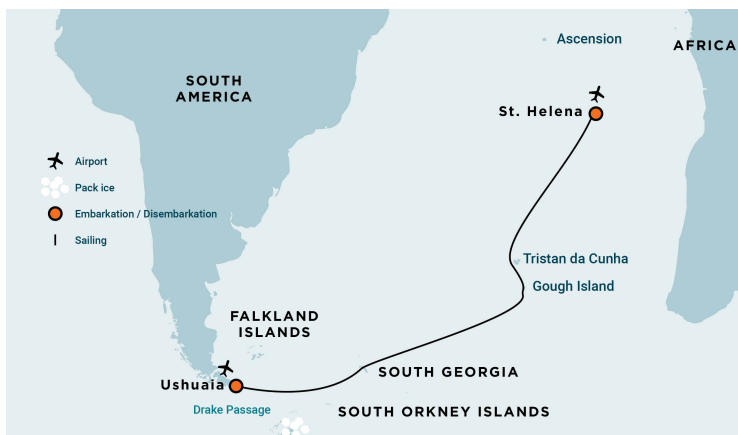 Ascension
AFRICA
SOUTH
AMERICA
St. Helena
Airport
Pack ice
Embarkation / Disembarkation
Sailing
Tristan da Cunha
Gough Island
FALKLAND
ISLANDS
SOUTH GEORGIA
Ushuaia
Drake Passage
SOUTH ORKNEY ISLANDS